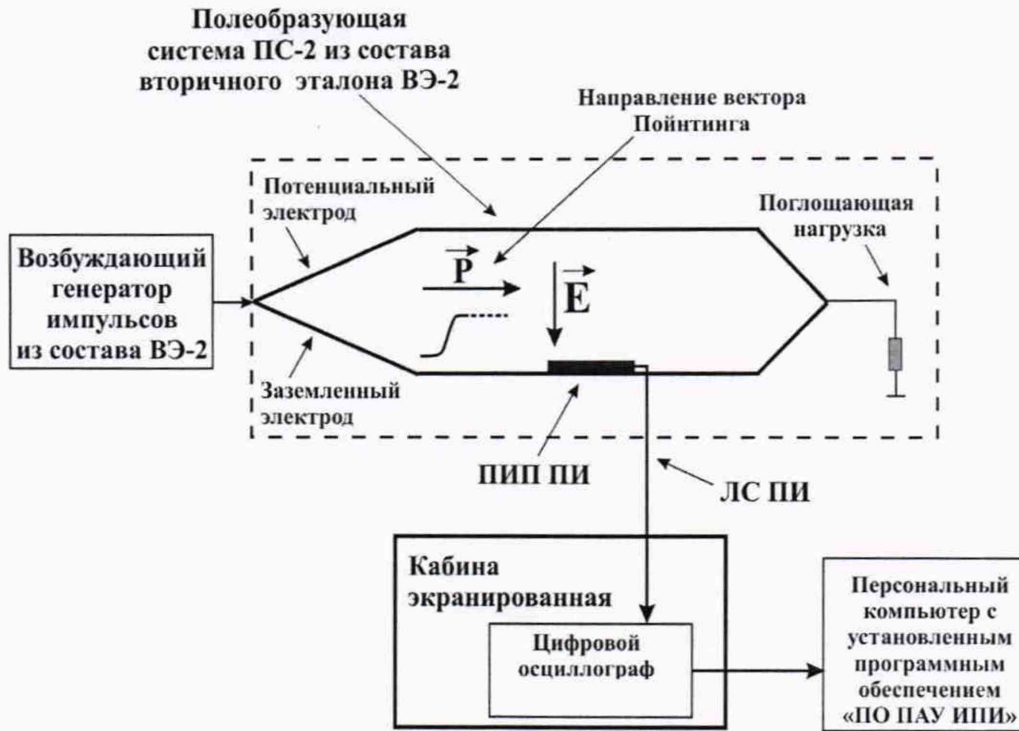 Полеобразующая
система ПС-2 из состава
вторичного эталона ВЭ-2
Направление вектора
Пойнтинга
Потенциальный
электрод
Поглощающая
нагрузка
Возбуждающий
генератор
импульсов
из состава ВЭ-2
P
E
Заземленный
электрод
ПИП ПИ
ЛС ПИ
Кабина
экранированная
Цифровой
осциллограф
Персональный
компьютер с
установленным
программным
обеспечением
«ПО ПАУ ИПИ»